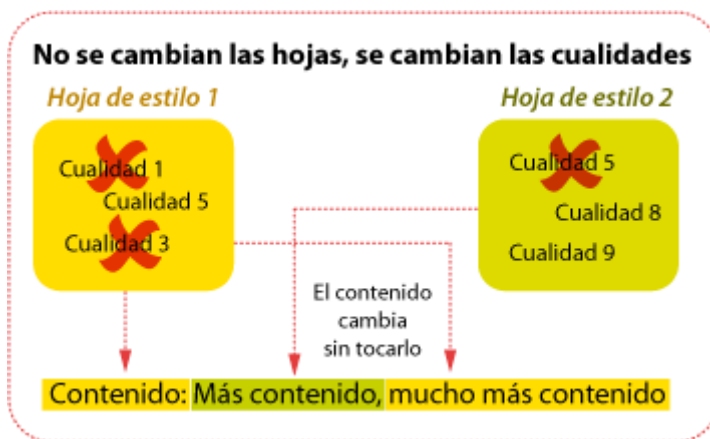 No se cambian las hojas, se cambian las cualidades
Hoja de estilo 1
Cualidad 1
Cualidad 5
Cualidad 3
Hoja de estilo 2
Cualidad 5
Cualidad 8
Cualidad 9
El contenido
cambia
sin tocarlo
Contenido: Más contenido, mucho más contenido